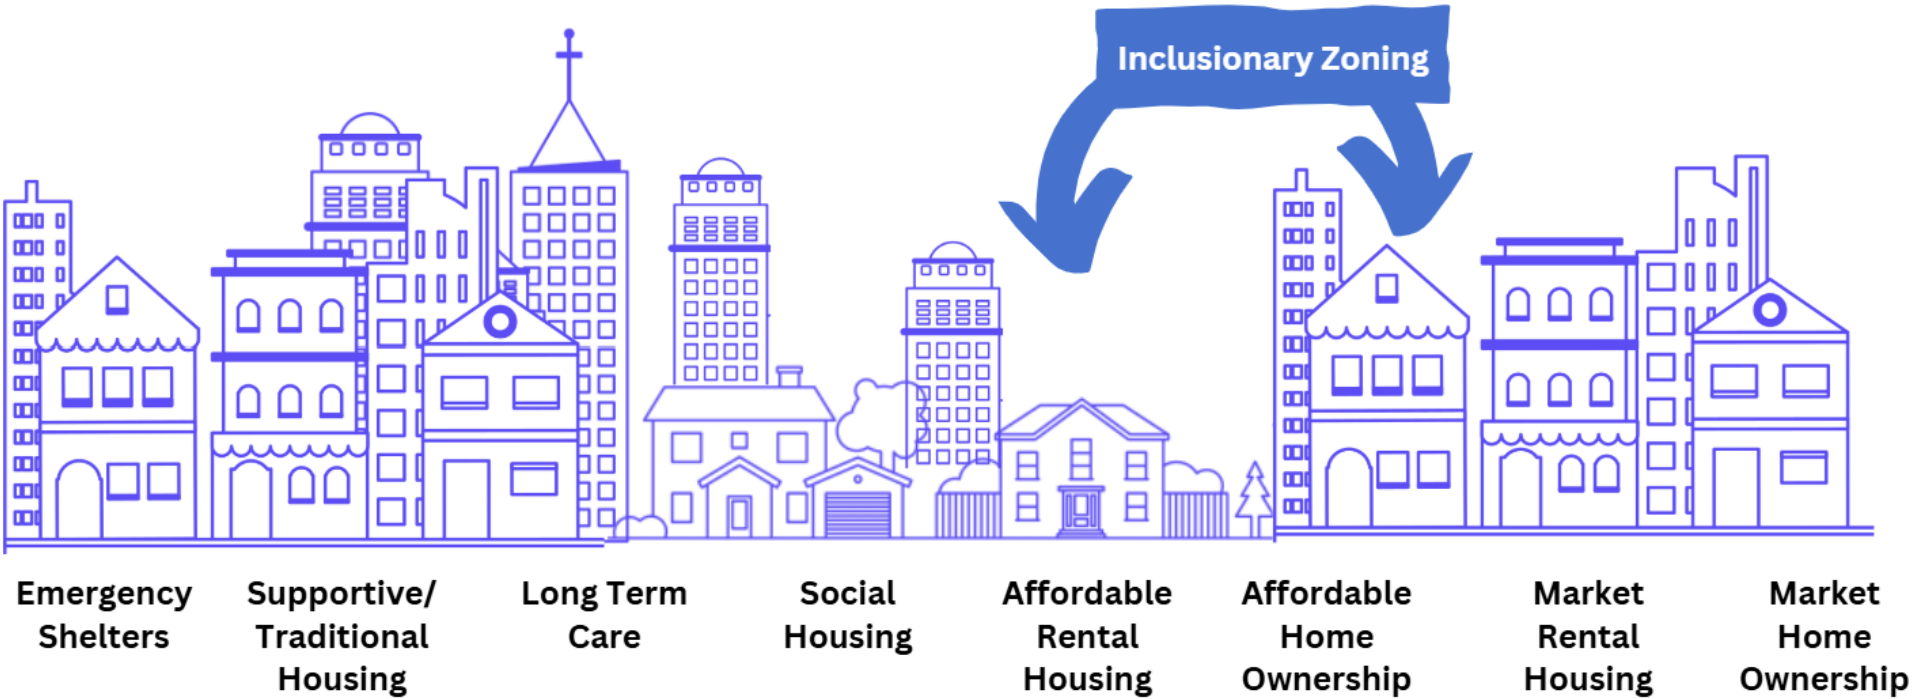 Inclusionary Zoning
Emergency
Shelters
Supportive/
Traditional
Housing
Long Term
Care
Social
Housing
Affordable
Rental
Housing
Affordable
Home
Ownership
Market
Rental
Housing
Market
Home
Ownership